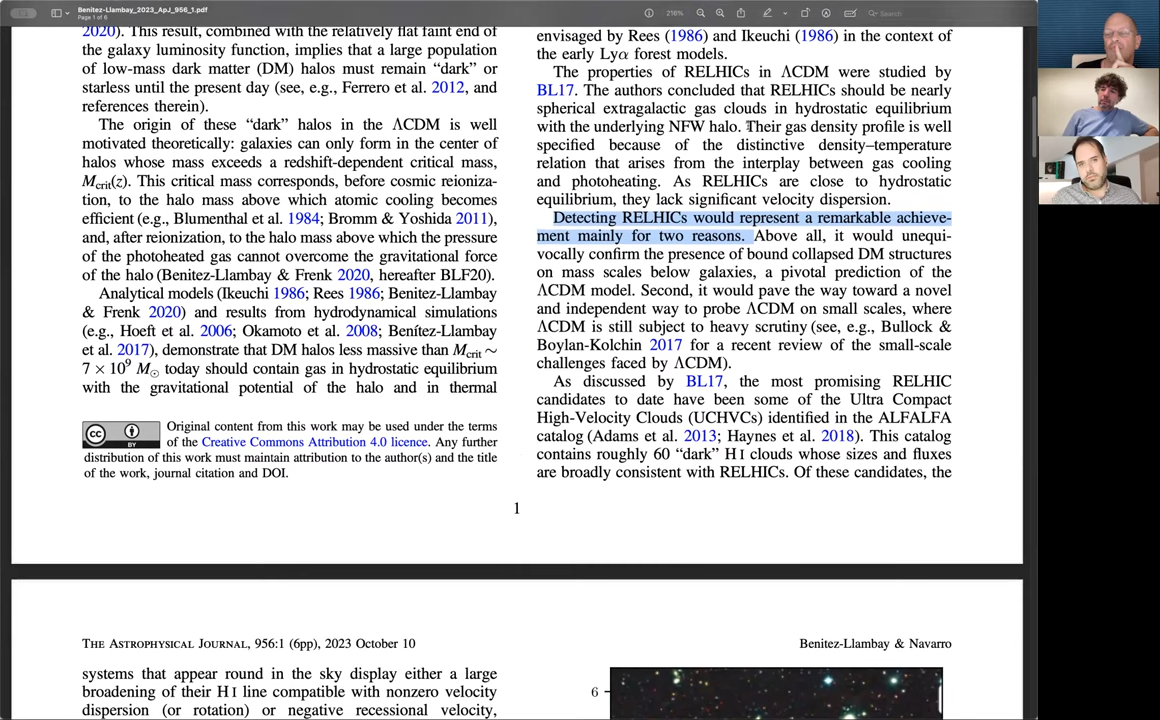 Benitez-Llambay_2023_ApJ_956_1.pdf
Page 1 of 6
216%
Search
2020). This result, combined with the relatively flat faint end of
the galaxy luminosity function, implies that a large population
of low-mass dark matter (DM) halos must remain “dark” or
starless until the present day (see, e.g., Ferrero et al. 2012, and
references therein).
The origin of these “dark” halos in the ΛCDM is well
motivated theoretically: galaxies can only form in the center of
halos whose mass exceeds a redshift-dependent critical mass,
Mcrit(z). This critical mass corresponds, before cosmic reioniza-
tion, to the halo mass above which atomic cooling becomes
efficient (e.g., Blumenthal et al. 1984; Bromm & Yoshida 2011),
and, after reionization, to the halo mass above which the pressure
of the photoheated gas cannot overcome the gravitational force
of the halo (Benitez-Llambay & Frenk 2020, hereafter BLF20).
Analytical models (Ikeuchi 1986; Rees 1986; Benitez-Llambay
& Frenk 2020) and results from hydrodynamical simulations
(e.g., Hoeft et al. 2006; Okamoto et al. 2008; Benítez-Llambay
et al. 2017), demonstrate that DM halos less massive than Mcrit ∼
7 × 10⁹ M☉ today should contain gas in hydrostatic equilibrium
with the gravitational potential of the halo and in thermal
cc BY
Original content from this work may be used under the terms
of the Creative Commons Attribution 4.0 licence. Any further
distribution of this work must maintain attribution to the author(s) and the title
of the work, journal citation and DOI.
envisaged by Rees (1986) and Ikeuchi (1986) in the context of
the early Lyα forest models.
The properties of RELHICs in ΛCDM were studied by
BL17. The authors concluded that RELHICs should be nearly
spherical extragalactic gas clouds in hydrostatic equilibrium
with the underlying NFW halo. Their gas density profile is well
specified because of the distinctive density–temperature
relation that arises from the interplay between gas cooling
and photoheating. As RELHICs are close to hydrostatic
equilibrium, they lack significant velocity dispersion.
Detecting RELHICs would represent a remarkable achieve-
ment mainly for two reasons. Above all, it would unequi-
vocally confirm the presence of bound collapsed DM structures
on mass scales below galaxies, a pivotal prediction of the
ΛCDM model. Second, it would pave the way toward a novel
and independent way to probe ΛCDM on small scales, where
ΛCDM is still subject to heavy scrutiny (see, e.g., Bullock &
Boylan-Kolchin 2017 for a recent review of the small-scale
challenges faced by ΛCDM).
As discussed by BL17, the most promising RELHIC
candidates to date have been some of the Ultra Compact
High-Velocity Clouds (UCHVCs) identified in the ALFALFA
catalog (Adams et al. 2013; Haynes et al. 2018). This catalog
contains roughly 60 “dark” H I clouds whose sizes and fluxes
are broadly consistent with RELHICs. Of these candidates, the
1
THE ASTROPHYSICAL JOURNAL, 956:1 (6pp), 2023 October 10
Benitez-Llambay & Navarro
systems that appear round in the sky display either a large
broadening of their H I line compatible with nonzero velocity
dispersion (or rotation) or negative recessional velocity,
6